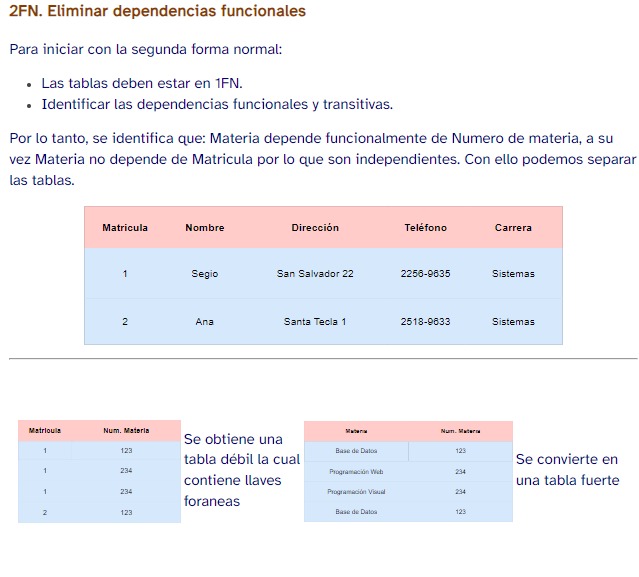 2FN. Eliminar dependencias funcionales
Para iniciar con la segunda forma normal:
• Las tablas deben estar en 1FN.
• Identificar las dependencias funcionales y transitivas.
Por lo tanto, se identifica que: Materia depende funcionalmente de Numero de materia, a su
vez Materia no depende de Matricula por lo que son independientes. Con ello podemos separar
las tablas.
Matricula Nombre Dirección Teléfono Carrera
1 Segio San Salvador 22 2256-9635 Sistemas
2 Ana Santa Tecla 1 2518-9633 Sistemas
Matricula Num. Materia
1 123
1 234
1 234
2 123
Se obtiene una
tabla débil la cual
contiene llaves
foraneas
Materia Num. Materia
Base de Datos 123
Programación Web 234
Programación Visual 234
Base de Datos 123
Se convierte en
una tabla fuerte